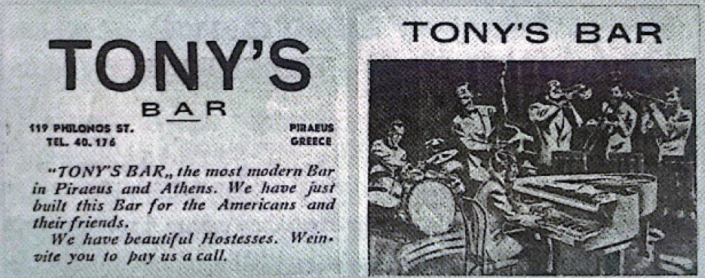 TONY'S
BAR
119 PHILONOS ST. PIRAEUS
TEL. 40.176 GREECE
"TONY'S BAR„ the most modern Bar
in Piraeus and Athens. We have just
built this Bar for the Americans and
their friends.
We have beautiful Hostesses. Wein-
vite you to pay us a call.
TONY'S BAR